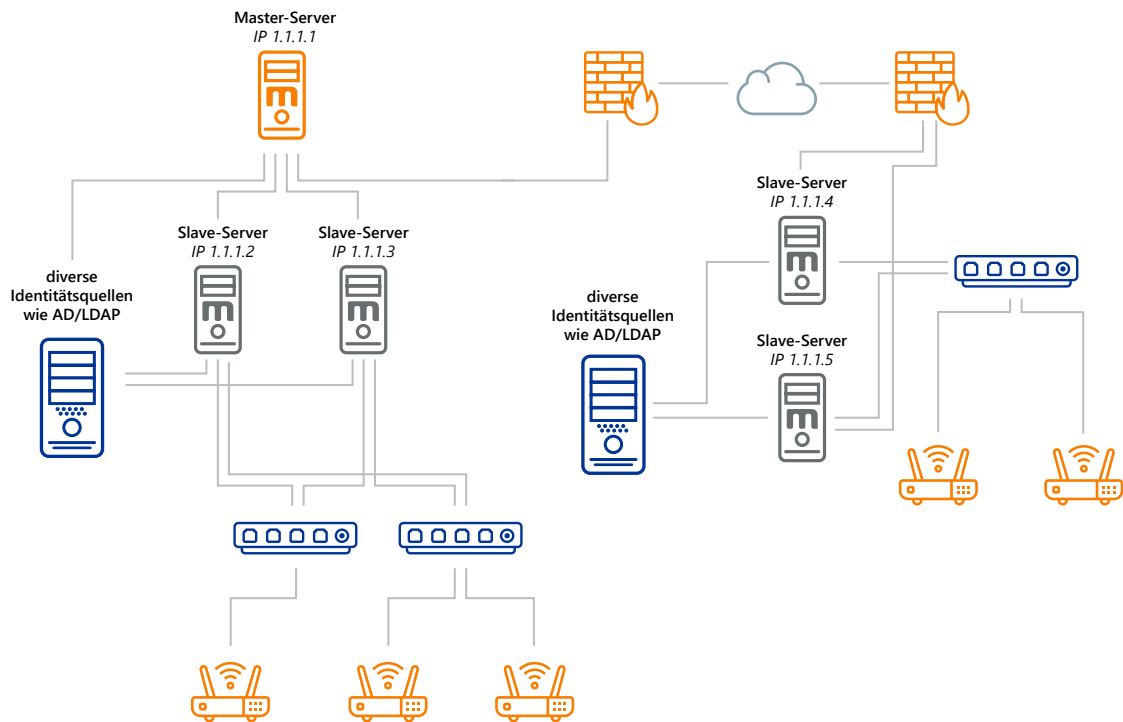 Master-Server
IP 1.1.1.1
Slave-Server
IP 1.1.1.2
Slave-Server
IP 1.1.1.3
diverse
Identitätsquellen
wie AD/LDAP
Slave-Server
IP 1.1.1.4
diverse
Identitätsquellen
wie AD/LDAP
Slave-Server
IP 1.1.1.5